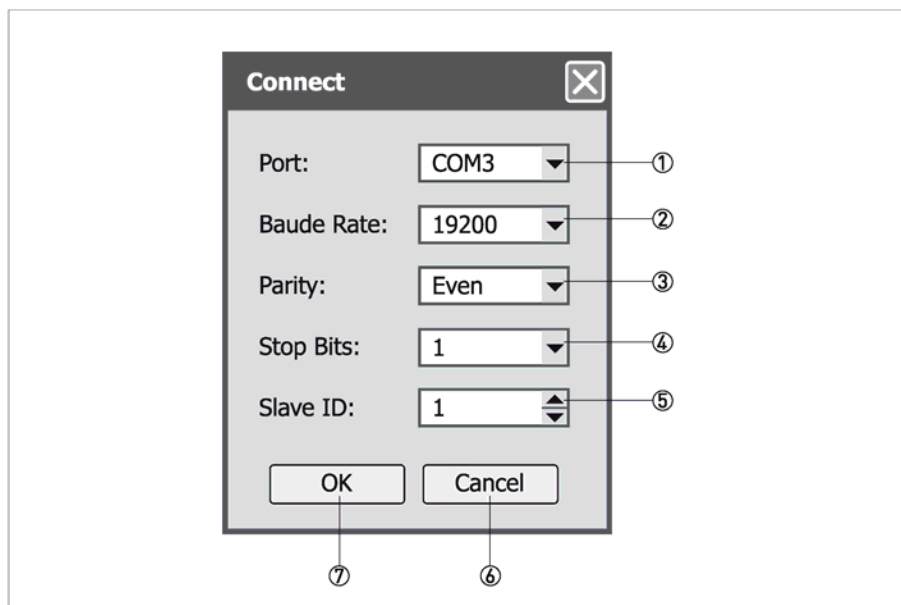 Connect
Port: COM3 ①
Baude Rate: 19200 ②
Parity: Even ③
Stop Bits: 1 ④
Slave ID: 1 ⑤
OK Cancel
⑦ ⑥